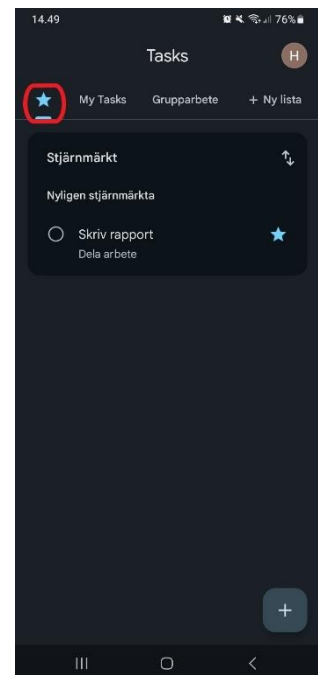 14.49 76%
Tasks H
My Tasks Grupparbete + Ny lista
Stjärnmärkt
Nyligen stjärnmärkta
Skriv rapport
Dela arbete